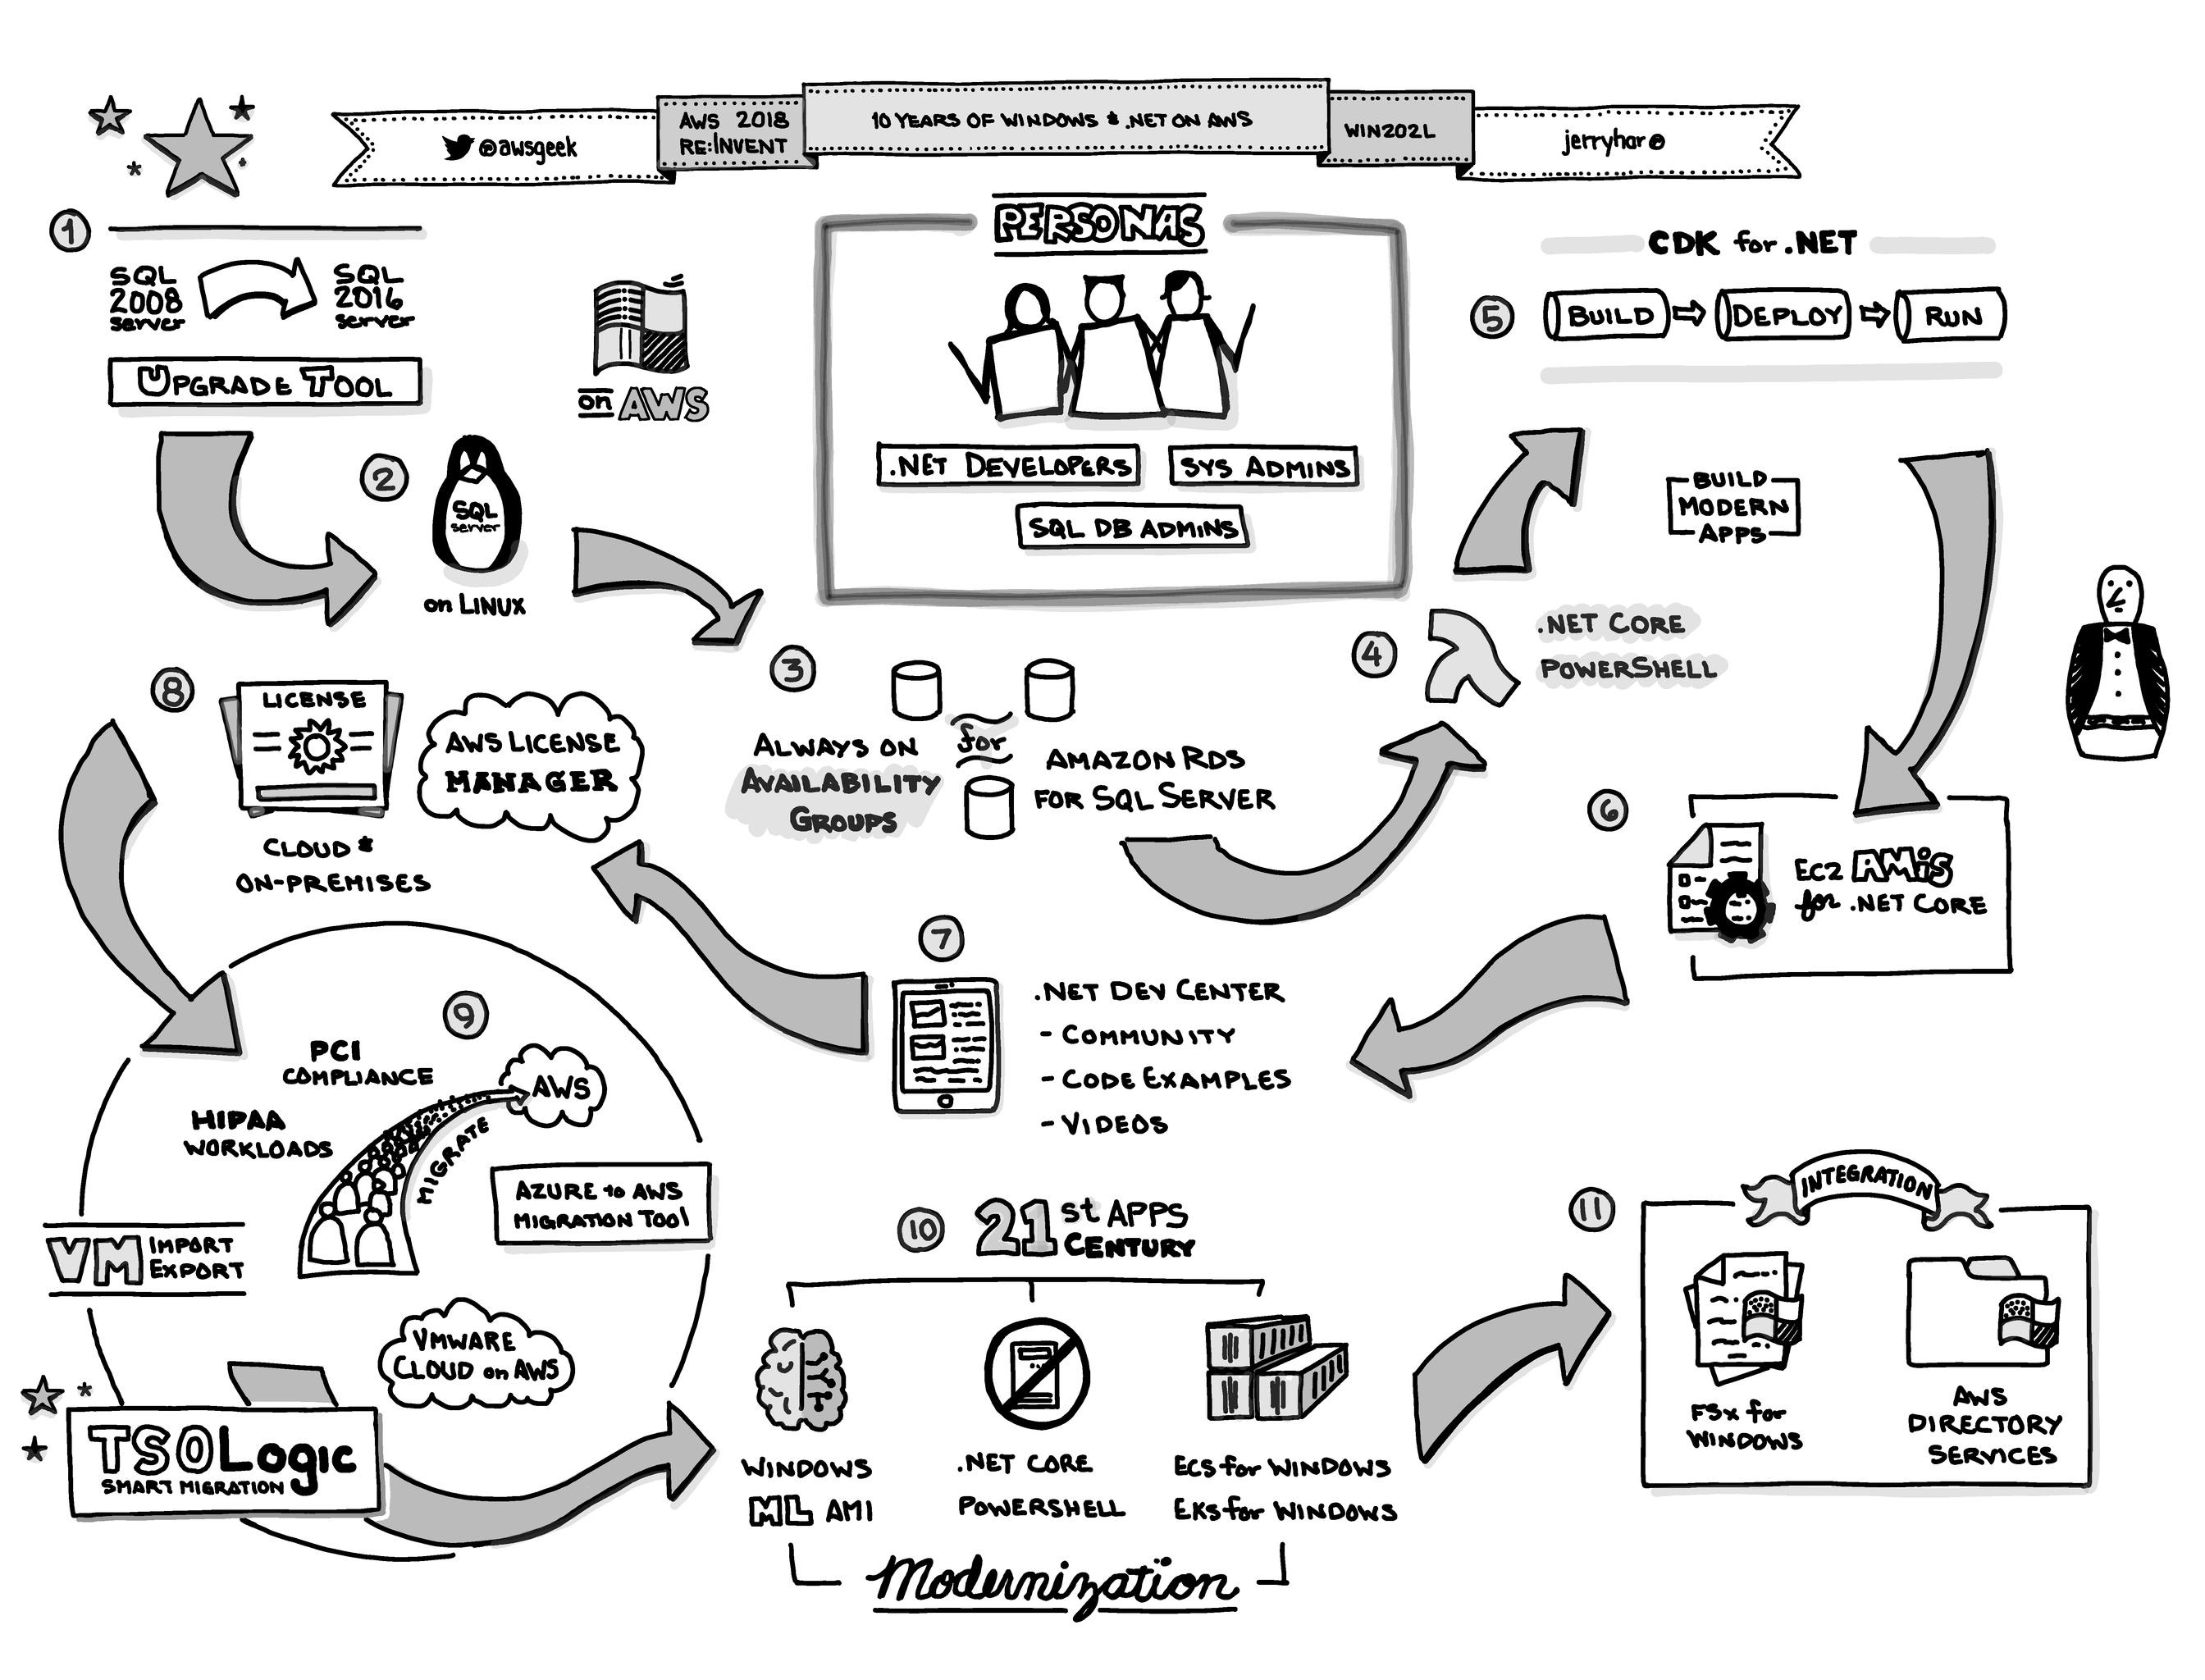 @awsgeek
AWS 2018
RE:INVENT
10 YEARS OF WINDOWS & .NET ON AWS
WIN202L
jerryhar@
1
SQL
2008
server
SQL
2016
server
UPGRADE TOOL
on AWS
PERSONAS
.NET DEVELOPERS
SYS ADMINS
SQL DB ADMINS
CDK for .NET
5
BUILD
DEPLOY
RUN
2
SQL
server
on LINUX
BUILD
MODERN
APPS
3
ALWAYS ON
AVAILABILITY
GROUPS
for
AMAZON RDS
FOR SQL SERVER
4
.NET CORE
POWERSHELL
8
LICENSE
AWS LICENSE
MANAGER
CLOUD &
ON-PREMISES
6
EC2 AMIS
for .NET CORE
7
.NET DEV CENTER
- COMMUNITY
- CODE EXAMPLES
- VIDEOS
9
PCI
COMPLIANCE
HIPAA
WORKLOADS
AWS
MIGRATE
AZURE to AWS
MIGRATION TOOL
VM IMPORT
EXPORT
VMWARE
CLOUD on AWS
TSOLogic
SMART MIGRATION
10
21st APPS
CENTURY
WINDOWS
ML AMI
.NET CORE
POWERSHELL
ECS for WINDOWS
EKS for WINDOWS
Modernization
11
INTEGRATION
FSx for
WINDOWS
AWS
DIRECTORY
SERVICES